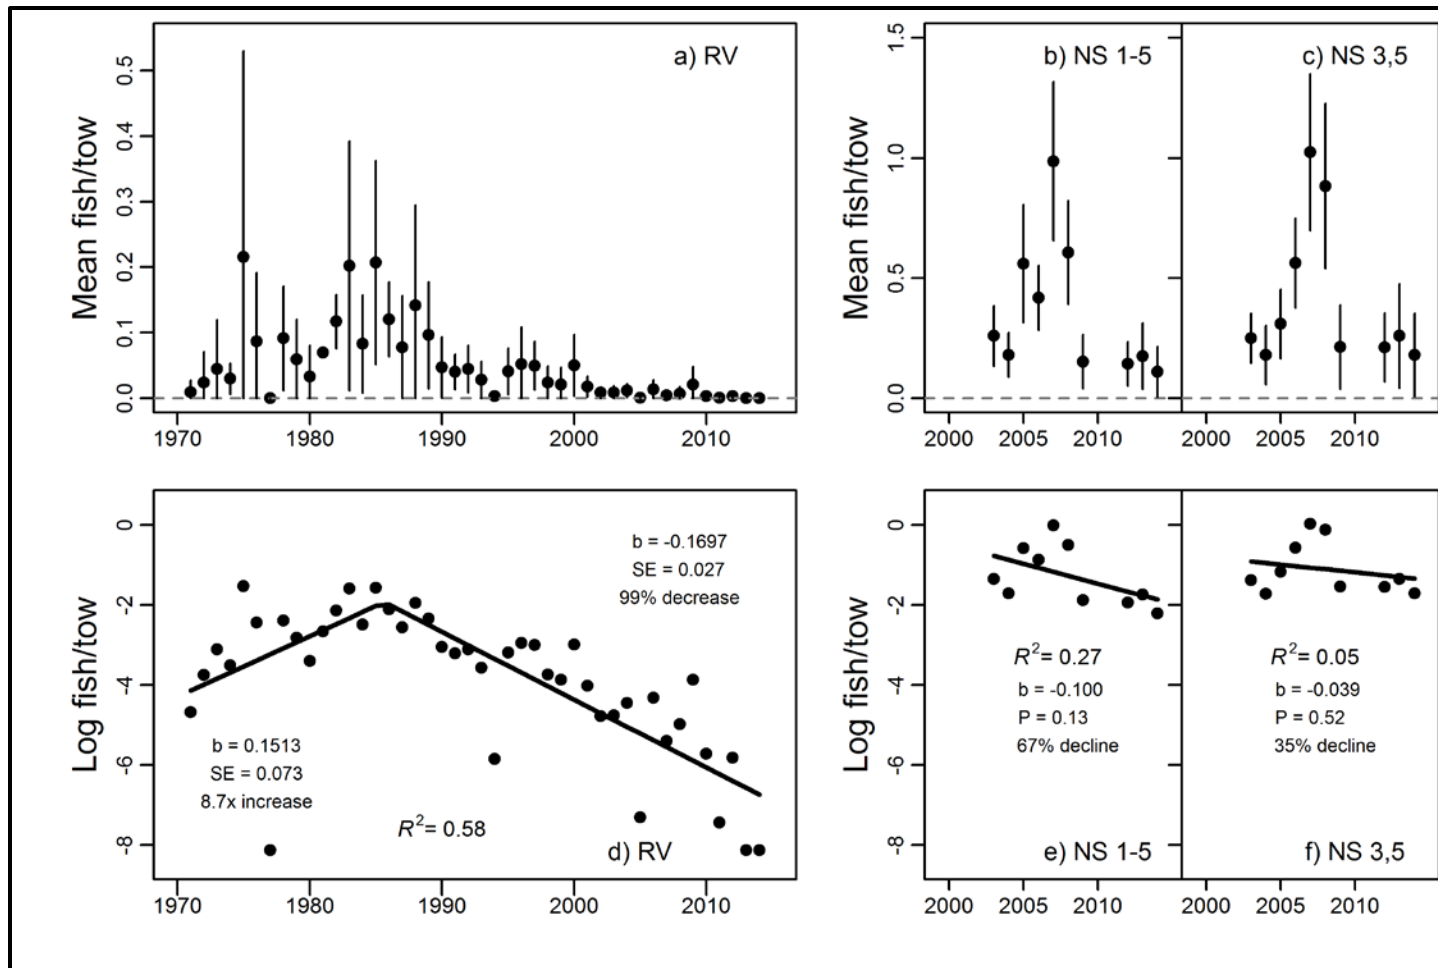 a) RV
Mean fish/tow
0.0 0.1 0.2 0.3 0.4 0.5
1970 1980 1990 2000 2010
b) NS 1-5
c) NS 3,5
Mean fish/tow
0.0 0.5 1.0 1.5
2000 2005 2010
2000 2005 2010
Log fish/tow
0 -2 -4 -6 -8
b = -0.1697
SE = 0.027
99% decrease
b = 0.1513
SE = 0.073
8.7x increase
R² = 0.58
d) RV
1970 1980 1990 2000 2010
Log fish/tow
0 -2 -4 -6 -8
R² = 0.27
b = -0.100
P = 0.13
67% decline
e) NS 1-5
2000 2005 2010
R² = 0.05
b = -0.039
P = 0.52
35% decline
f) NS 3,5
2000 2005 2010